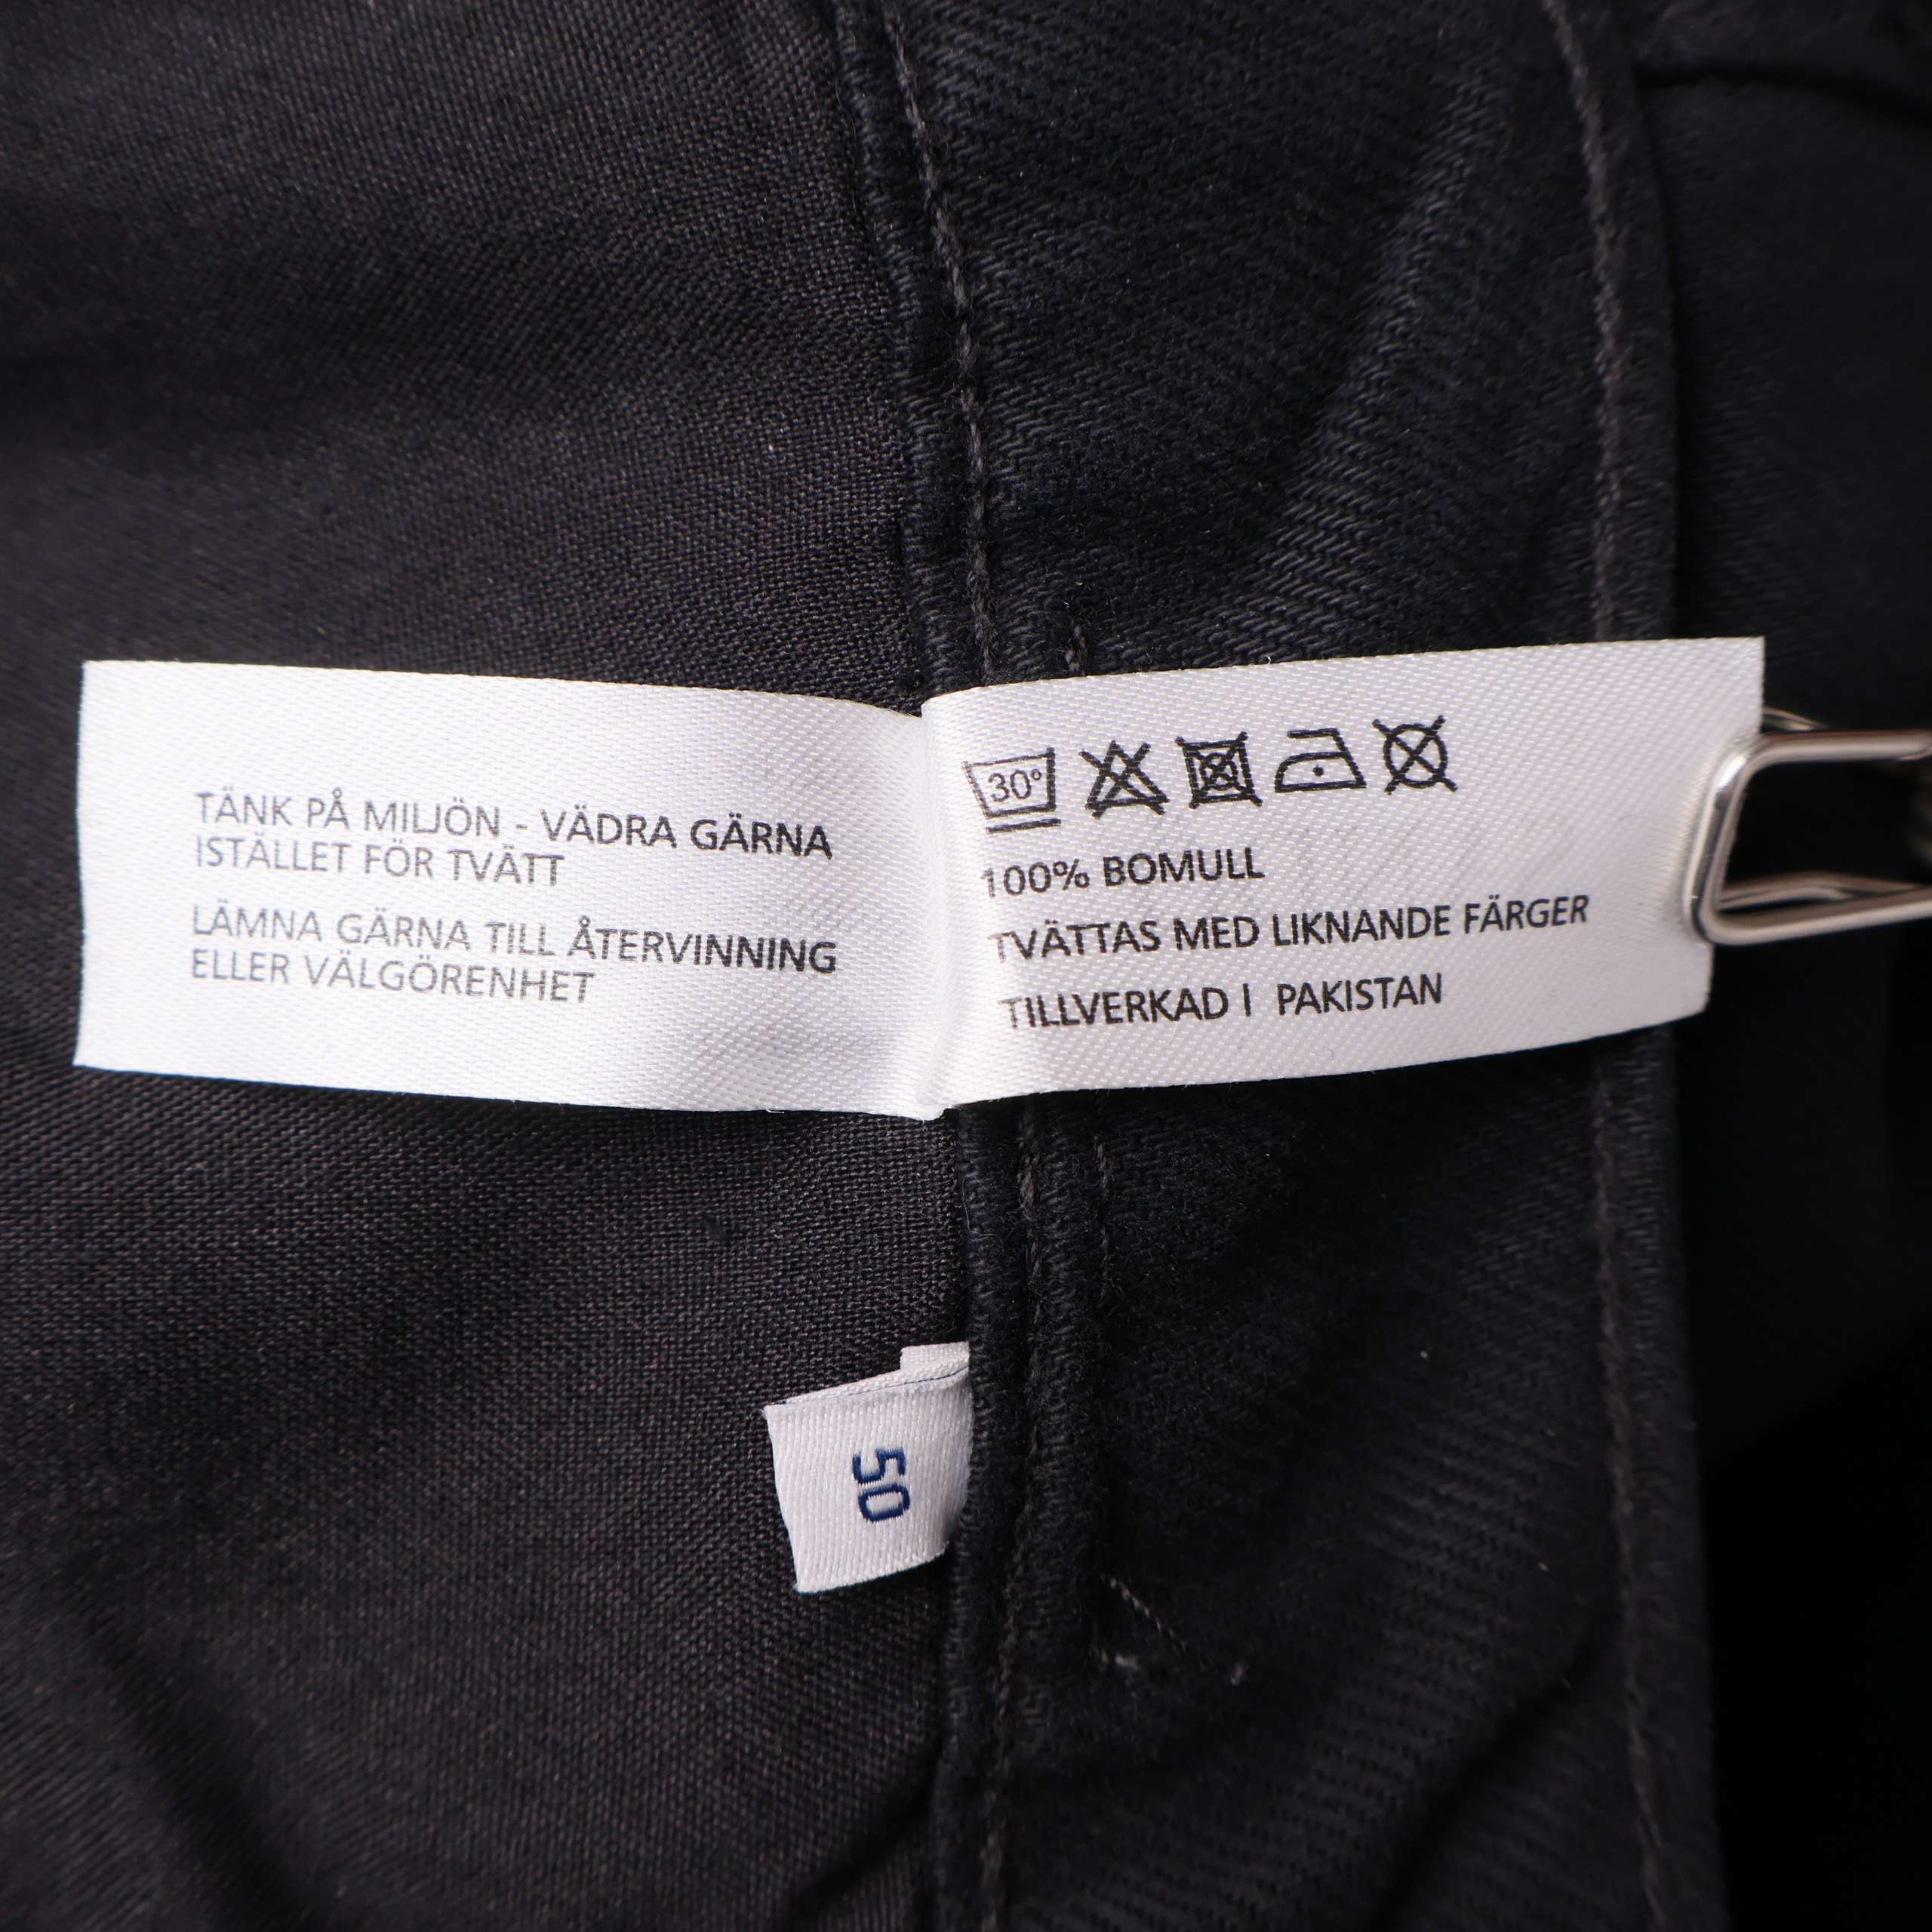 TÄNK PÅ MILJÖN - VÄDRA GÄRNA
ISTÄLLET FÖR TVÄTT
LÄMNA GÄRNA TILL ÅTERVINNING
ELLER VÄLGÖRENHET
30°
100% BOMULL
TVÄTTAS MED LIKNANDE FÄRGER
TILLVERKAD I PAKISTAN
50